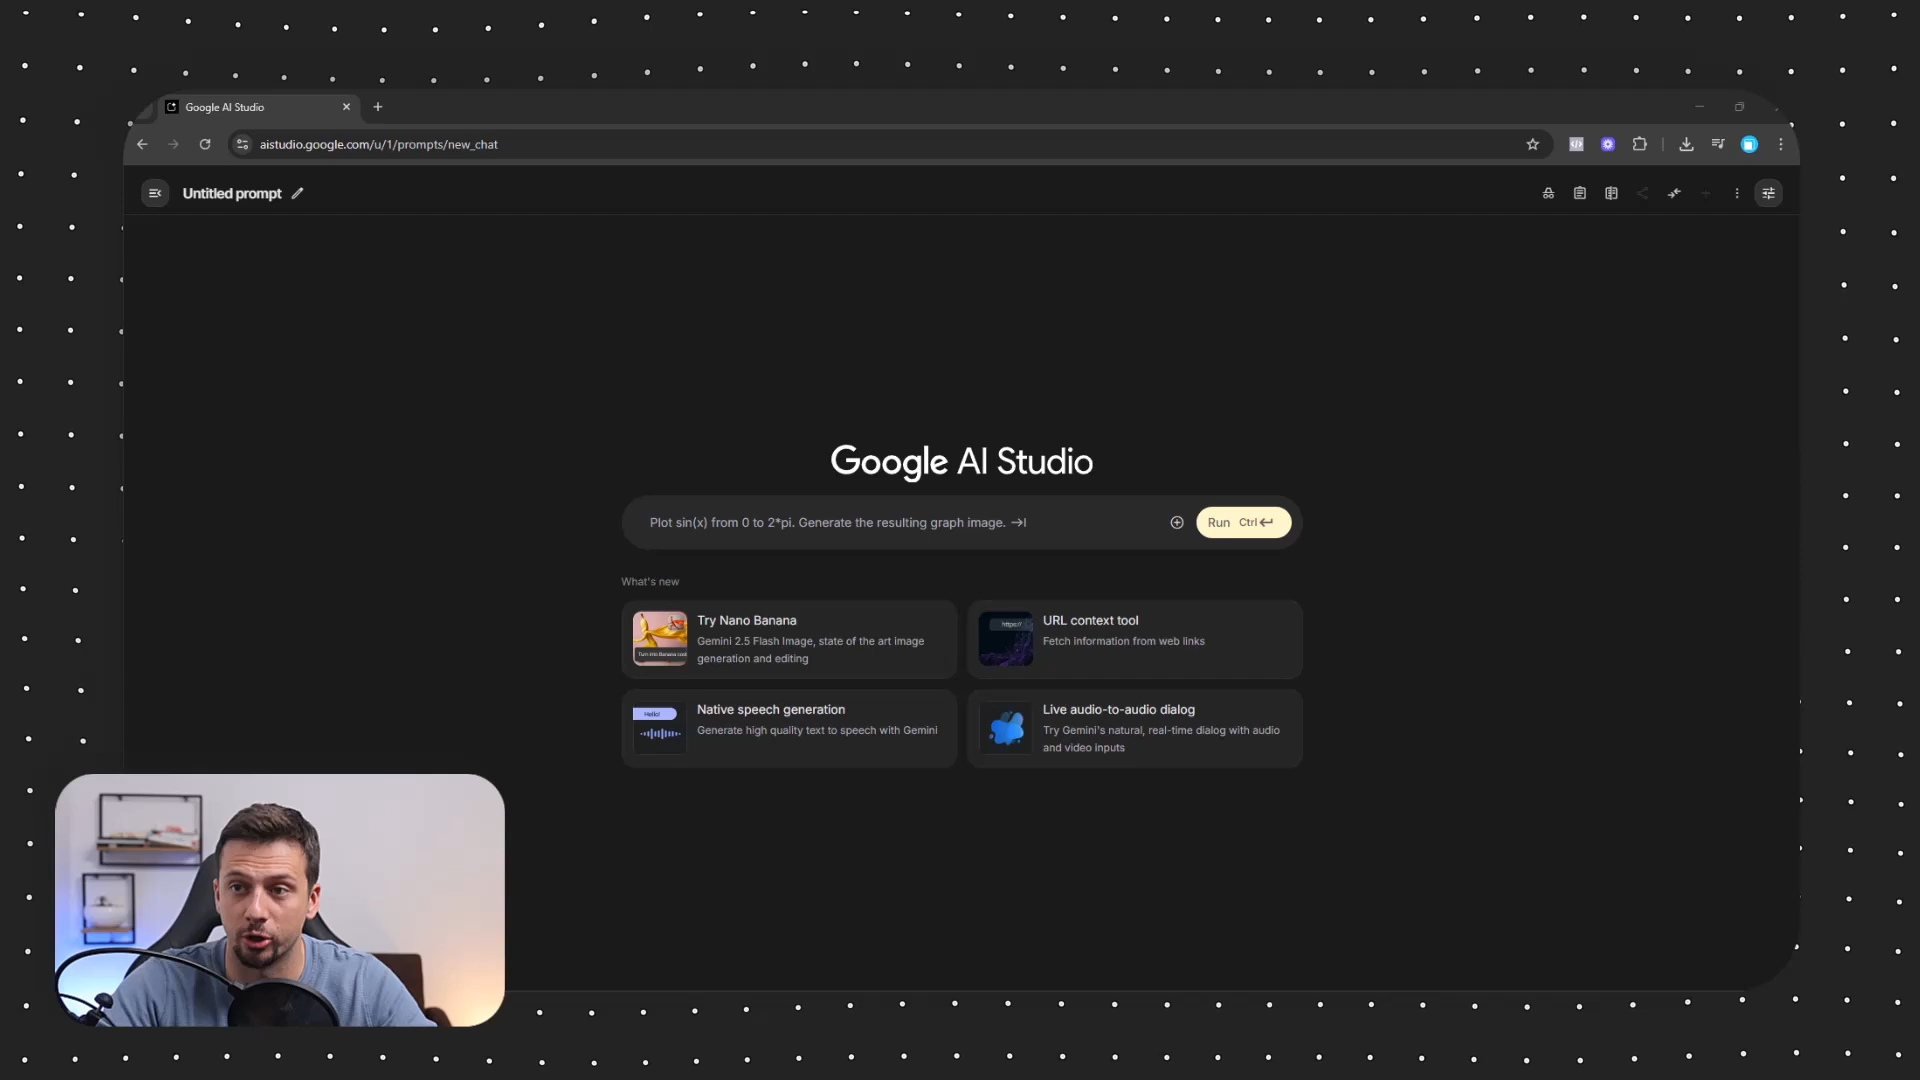 Google AI Studio
aistudio.google.com/u/1/prompts/new_chat
Untitled prompt
Google AI Studio
Plot sin(x) from 0 to 2*pi. Generate the resulting graph image.
Run Ctrl
What's new
Try Nano Banana
Gemini 2.5 Flash Image, state of the art image
generation and editing
URL context tool
Fetch information from web links
https://
Native speech generation
Generate high quality text to speech with Gemini
Hello!
Live audio-to-audio dialog
Try Gemini's natural, real-time dialog with audio
and video inputs